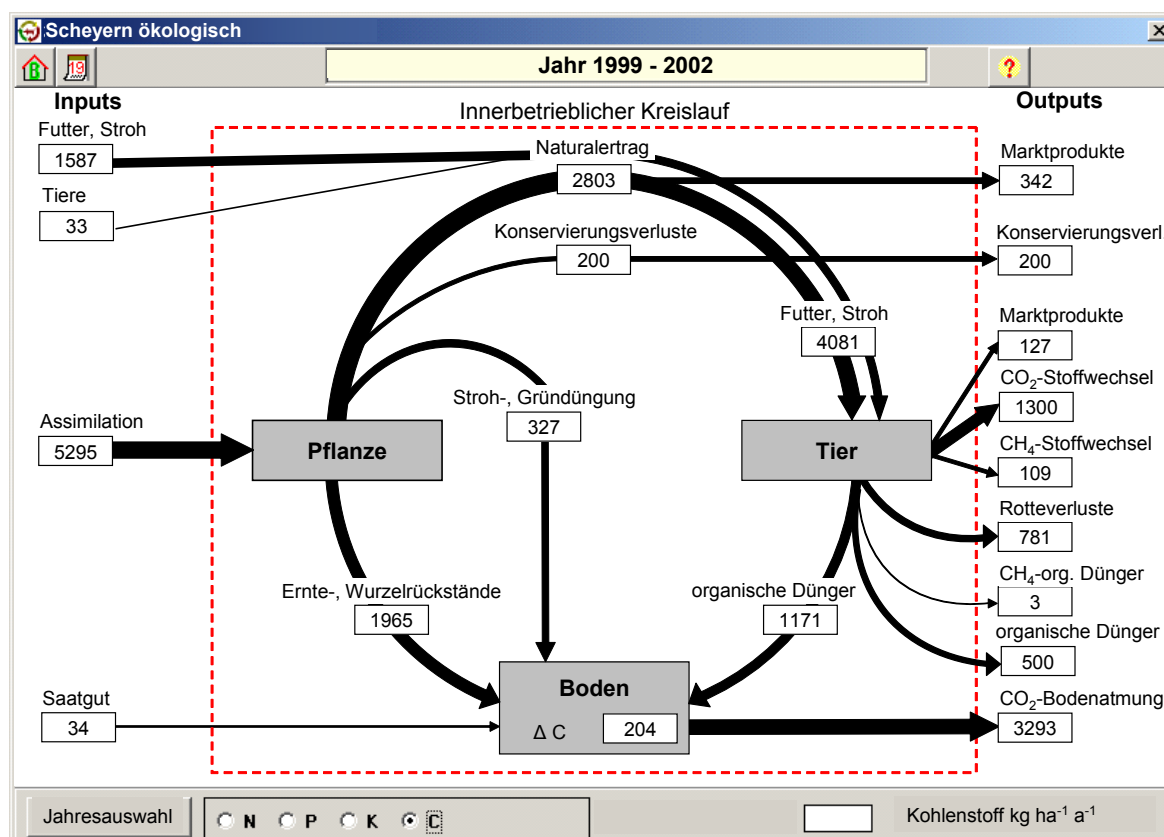 Scheyern ökologisch
B
19
Jahr 1999 - 2002
?
Inputs
Innerbetrieblicher Kreislauf
Outputs
Futter, Stroh
1587
Tiere
33
Naturalertrag
2803
Marktprodukte
342
Konservierungsverluste
200
Konservierungsverl
200
Futter, Stroh
4081
Marktprodukte
127
CO₂-Stoffwechsel
1300
Assimilation
5295
Pflanze
Stroh-, Gründüngung
327
Tier
CH₄-Stoffwechsel
109
Rotteverluste
781
Ernte-, Wurzelrückstände
1965
organische Dünger
1171
CH₄-org. Dünger
3
organische Dünger
500
Saatgut
34
Boden
Δ C 204
CO₂-Bodenatmung
3293
Jahresauswahl
N P K C
Kohlenstoff kg ha⁻¹ a⁻¹